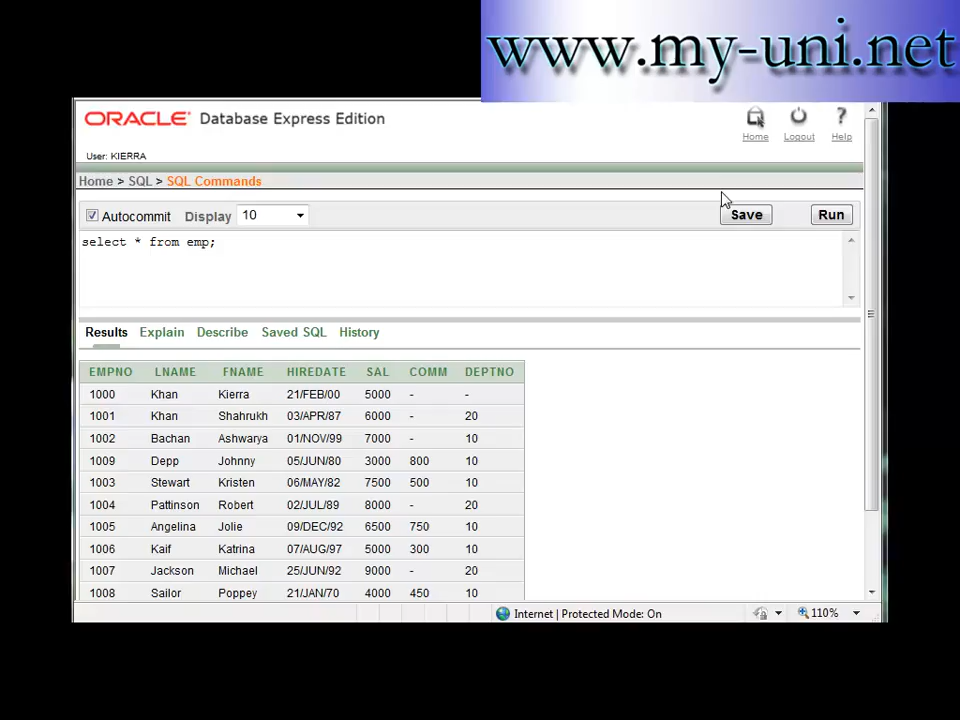 www.my-uni.net
ORACLE Database Express Edition
Home Logout Help
User: KIERRA
Home > SQL > SQL Commands
Autocommit Display 10 Save Run
select * from emp;
Results Explain Describe Saved SQL History
EMPNO LNAME FNAME HIREDATE SAL COMM DEPTNO
1000 Khan Kierra 21/FEB/00 5000 - -
1001 Khan Shahrukh 03/APR/87 6000 - 20
1002 Bachan Ashwarya 01/NOV/99 7000 - 10
1009 Depp Johnny 05/JUN/80 3000 800 10
1003 Stewart Kristen 06/MAY/82 7500 500 10
1004 Pattinson Robert 02/JUL/89 8000 - 20
1005 Angelina Jolie 09/DEC/92 6500 750 10
1006 Kaif Katrina 07/AUG/97 5000 300 10
1007 Jackson Michael 25/JUN/92 9000 - 20
1008 Sailor Poppey 21/JAN/70 4000 450 10
Internet | Protected Mode: On 110%